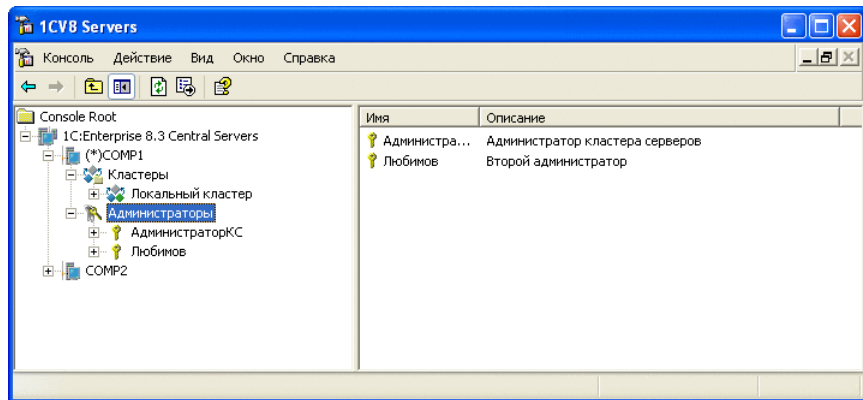 1CV8 Servers
Консоль Действие Вид Окно Справка
Console Root
1C:Enterprise 8.3 Central Servers
(*)COMP1
Кластеры
Локальный кластер
Администраторы
АдминистраторКС
Любимов
COMP2
Имя Описание
Администра... Администратор кластера серверов
Любимов Второй администратор